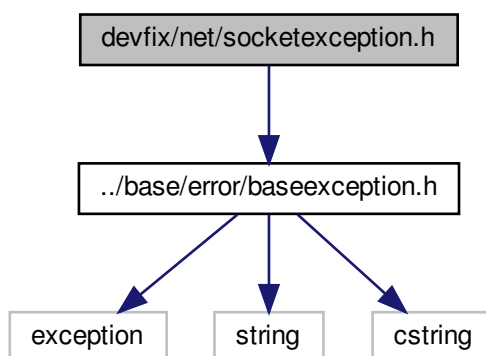 devfix/net/socketexception.h
../base/error/baseexception.h
exception
string
cstring